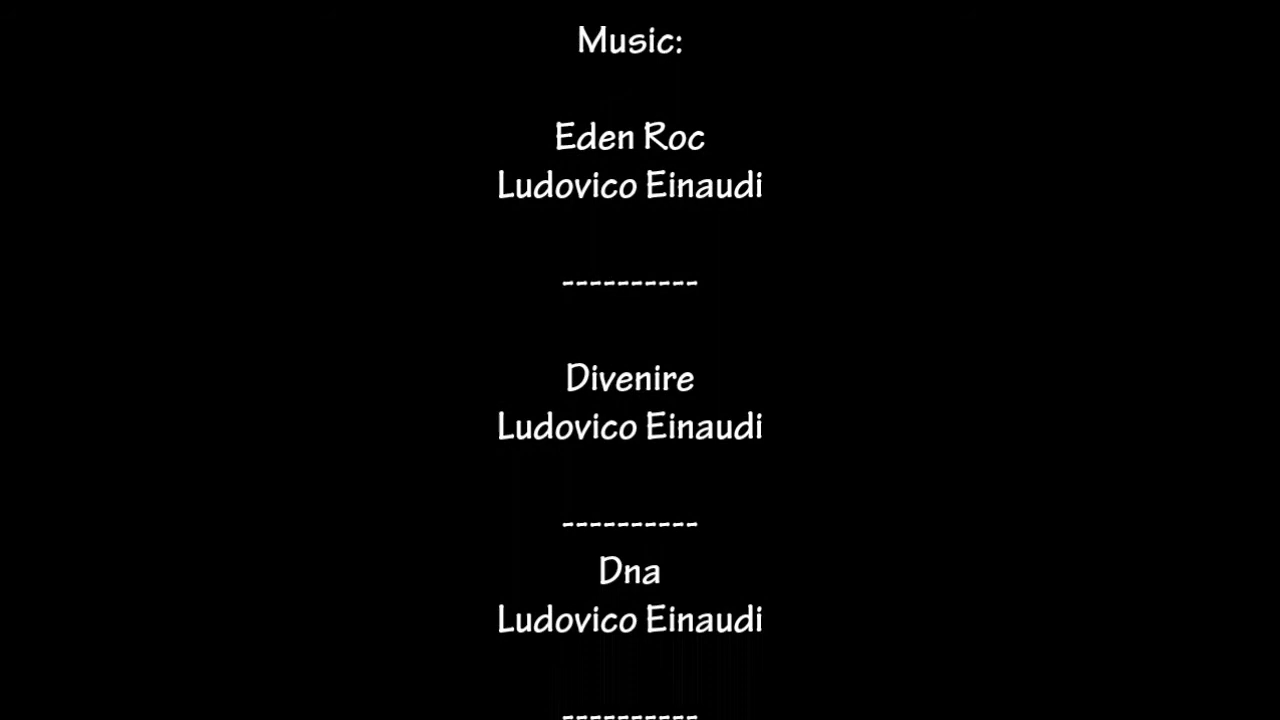 Music:
Eden Roc
Ludovico Einaudi
----------
Divenire
Ludovico Einaudi
----------
Dna
Ludovico Einaudi
----------